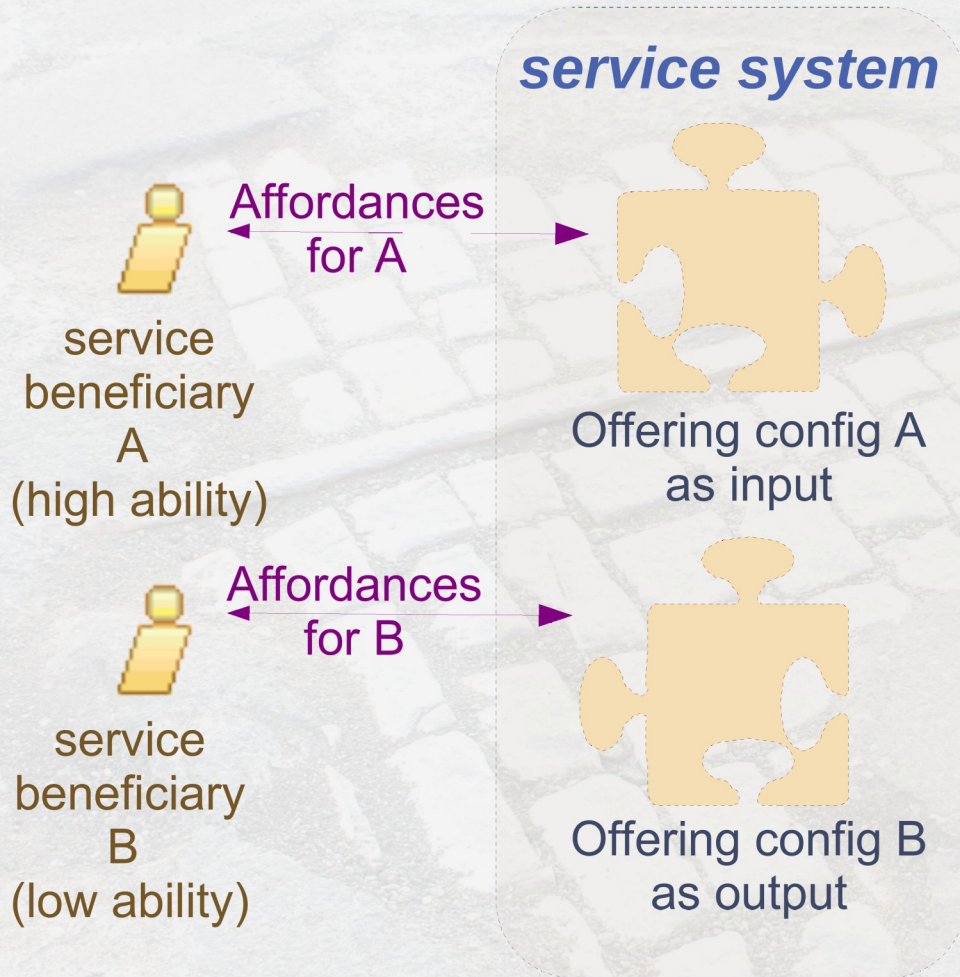 service system
Affordances
for A
service
beneficiary
A
(high ability)
Offering config A
as input
Affordances
for B
service
beneficiary
B
(low ability)
Offering config B
as output